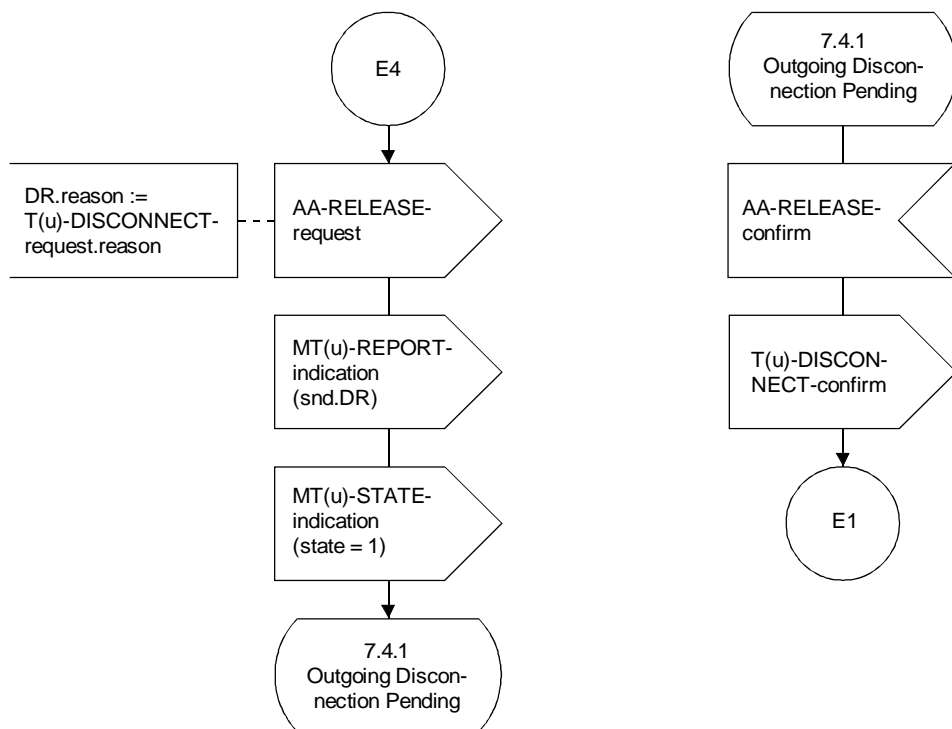 E4
DR.reason :=
T(u)-DISCONNECT-
request.reason
AA-RELEASE-
request
MT(u)-REPORT-
indication
(snd.DR)
MT(u)-STATE-
indication
(state = 1)
7.4.1
Outgoing Discon-
nection Pending
7.4.1
Outgoing Discon-
nection Pending
AA-RELEASE-
confirm
T(u)-DISCON-
NECT-confirm
E1